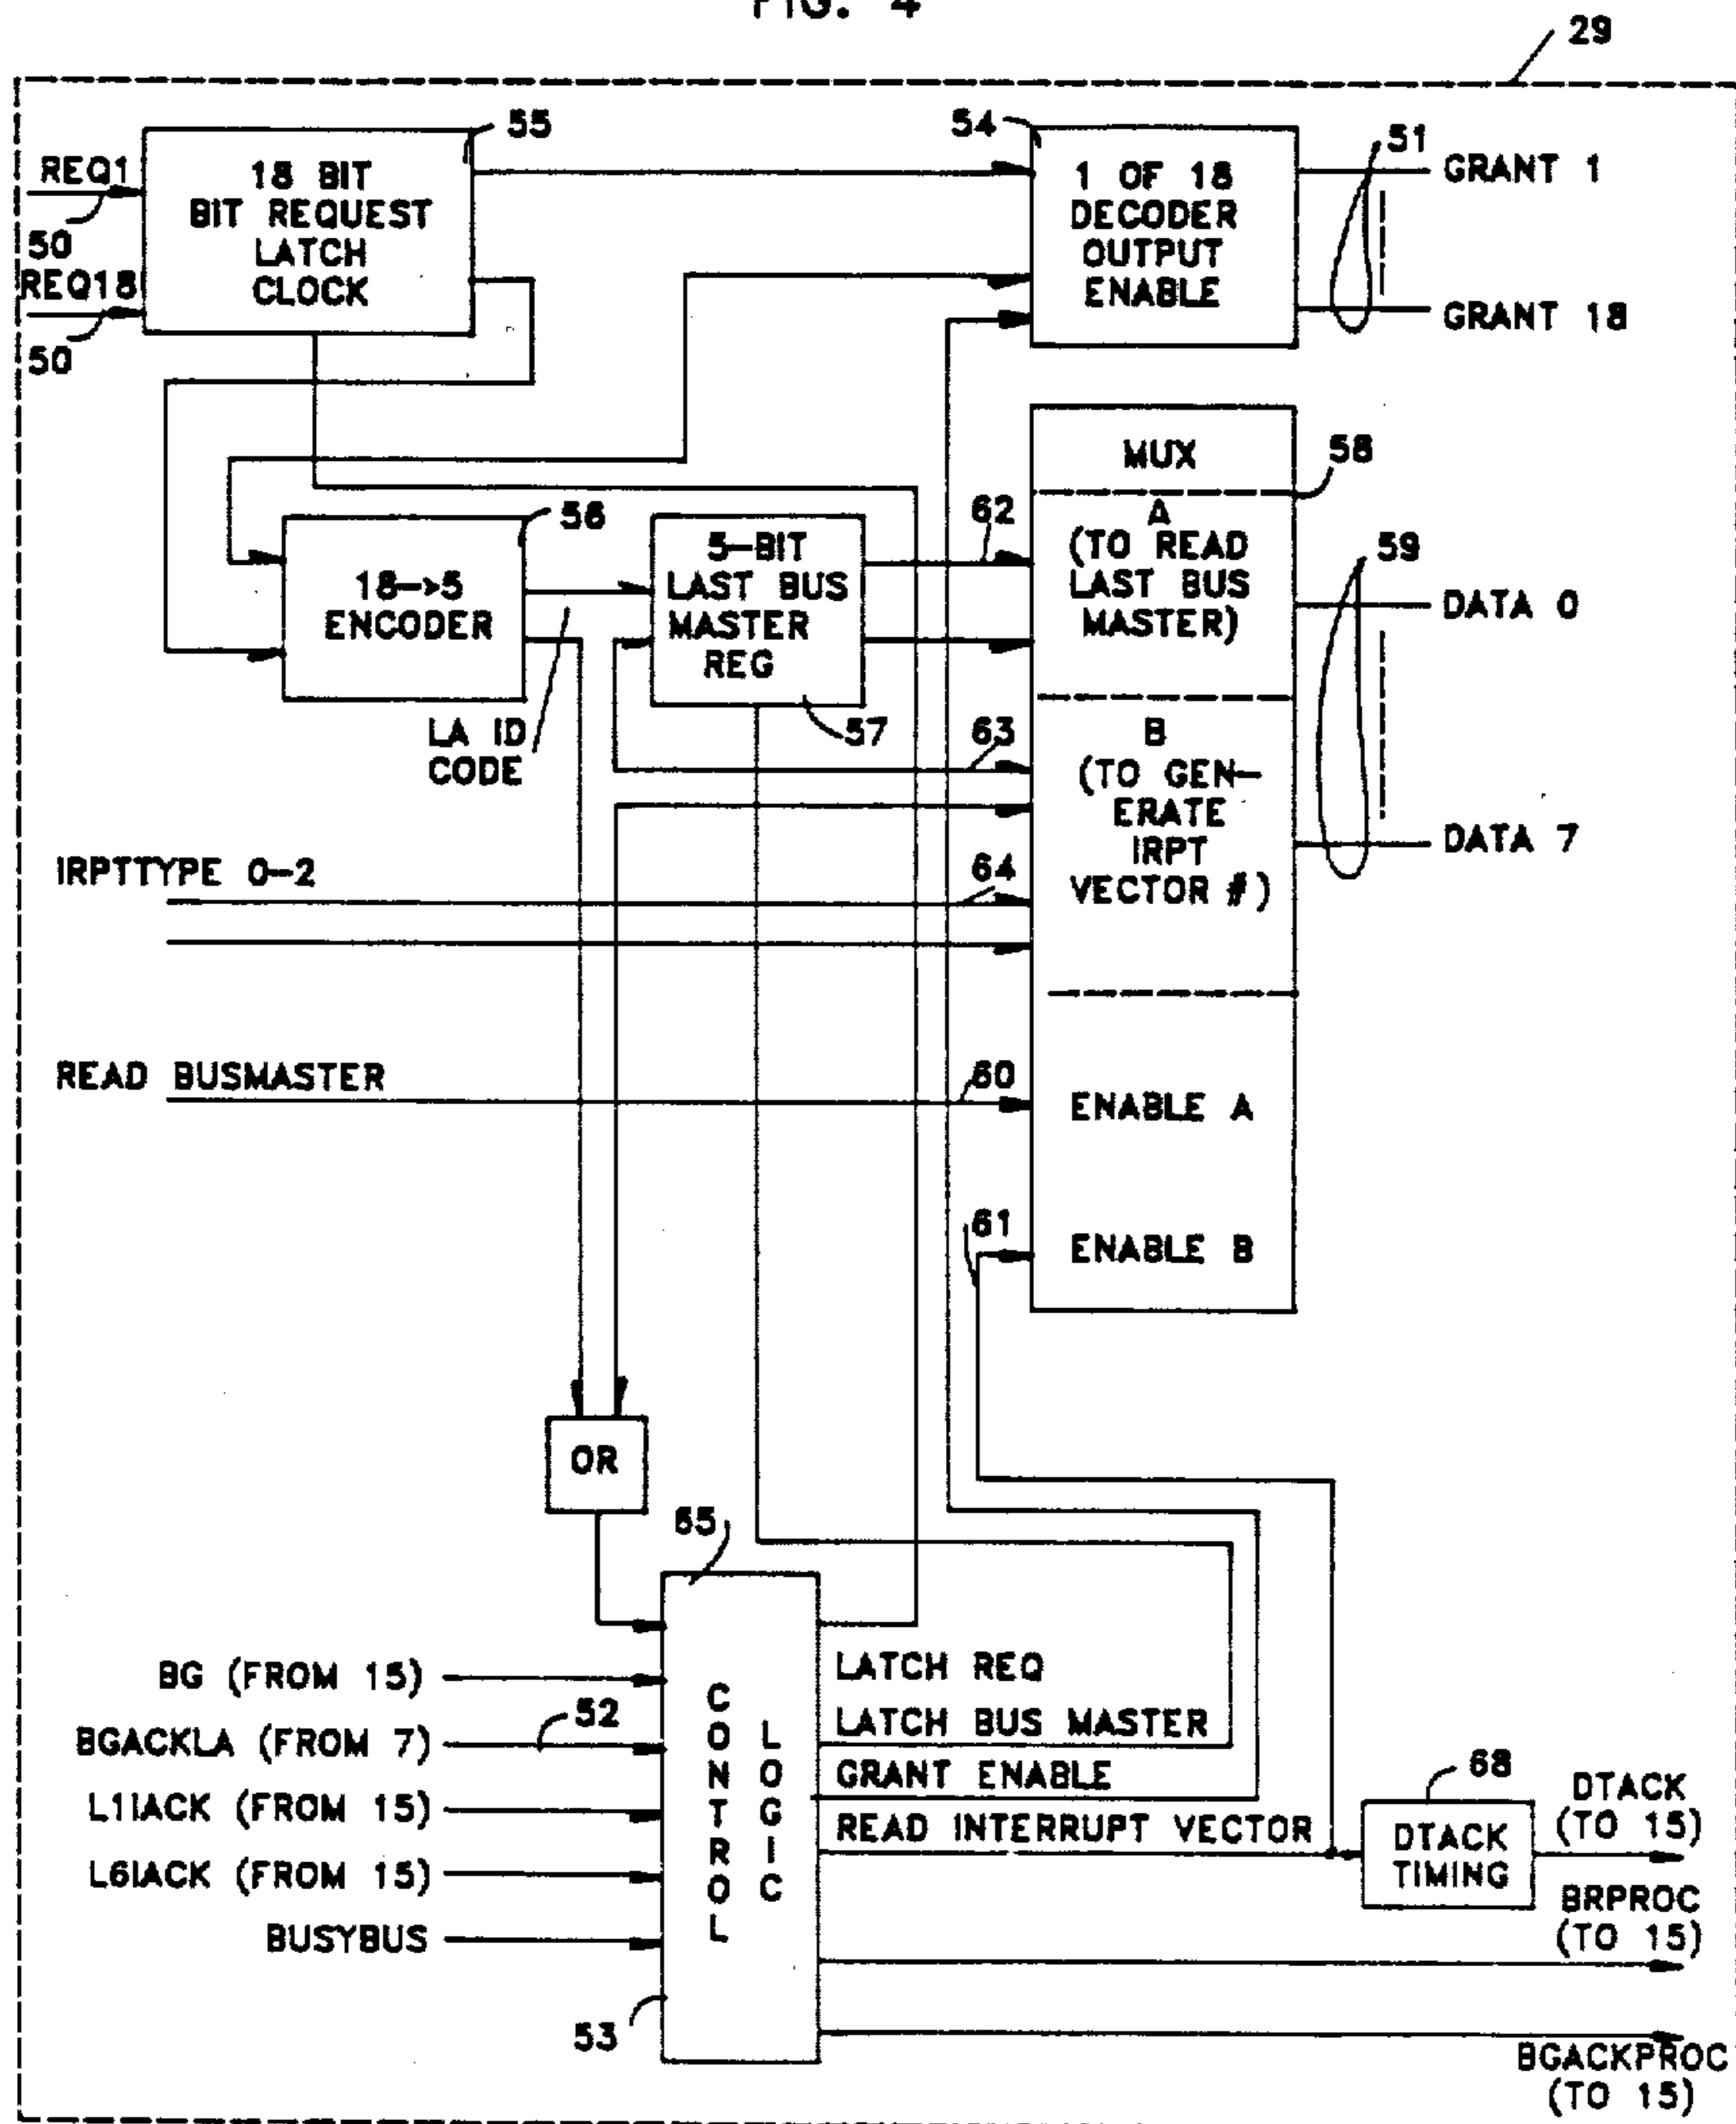 FIG. 4
29
55
54
51
REQ1
50
REQ18
50
18 BIT
BIT REQUEST
LATCH
CLOCK
1 OF 18
DECODER
OUTPUT
ENABLE
GRANT 1
GRANT 18
MUX
58
A
(TO READ
LAST BUS
MASTER)
62
59
DATA 0
56
18->5
ENCODER
5-BIT
LAST BUS
MASTER
REG
57
LA ID
CODE
63
B
(TO GEN-
ERATE
IRPT
VECTOR #)
DATA 7
IRPTTYPE 0-2
64
READ BUSMASTER
60
ENABLE A
61
ENABLE B
OR
65
CONTROL
LOGIC
BG (FROM 15)
52
BGACKLA (FROM 7)
L1IACK (FROM 15)
L6IACK (FROM 15)
BUSYBUS
53
LATCH REQ
LATCH BUS MASTER
GRANT ENABLE
READ INTERRUPT VECTOR
68
DTACK
TIMING
DTACK
(TO 15)
BRPROC
(TO 15)
BGACKPROC
(TO 15)